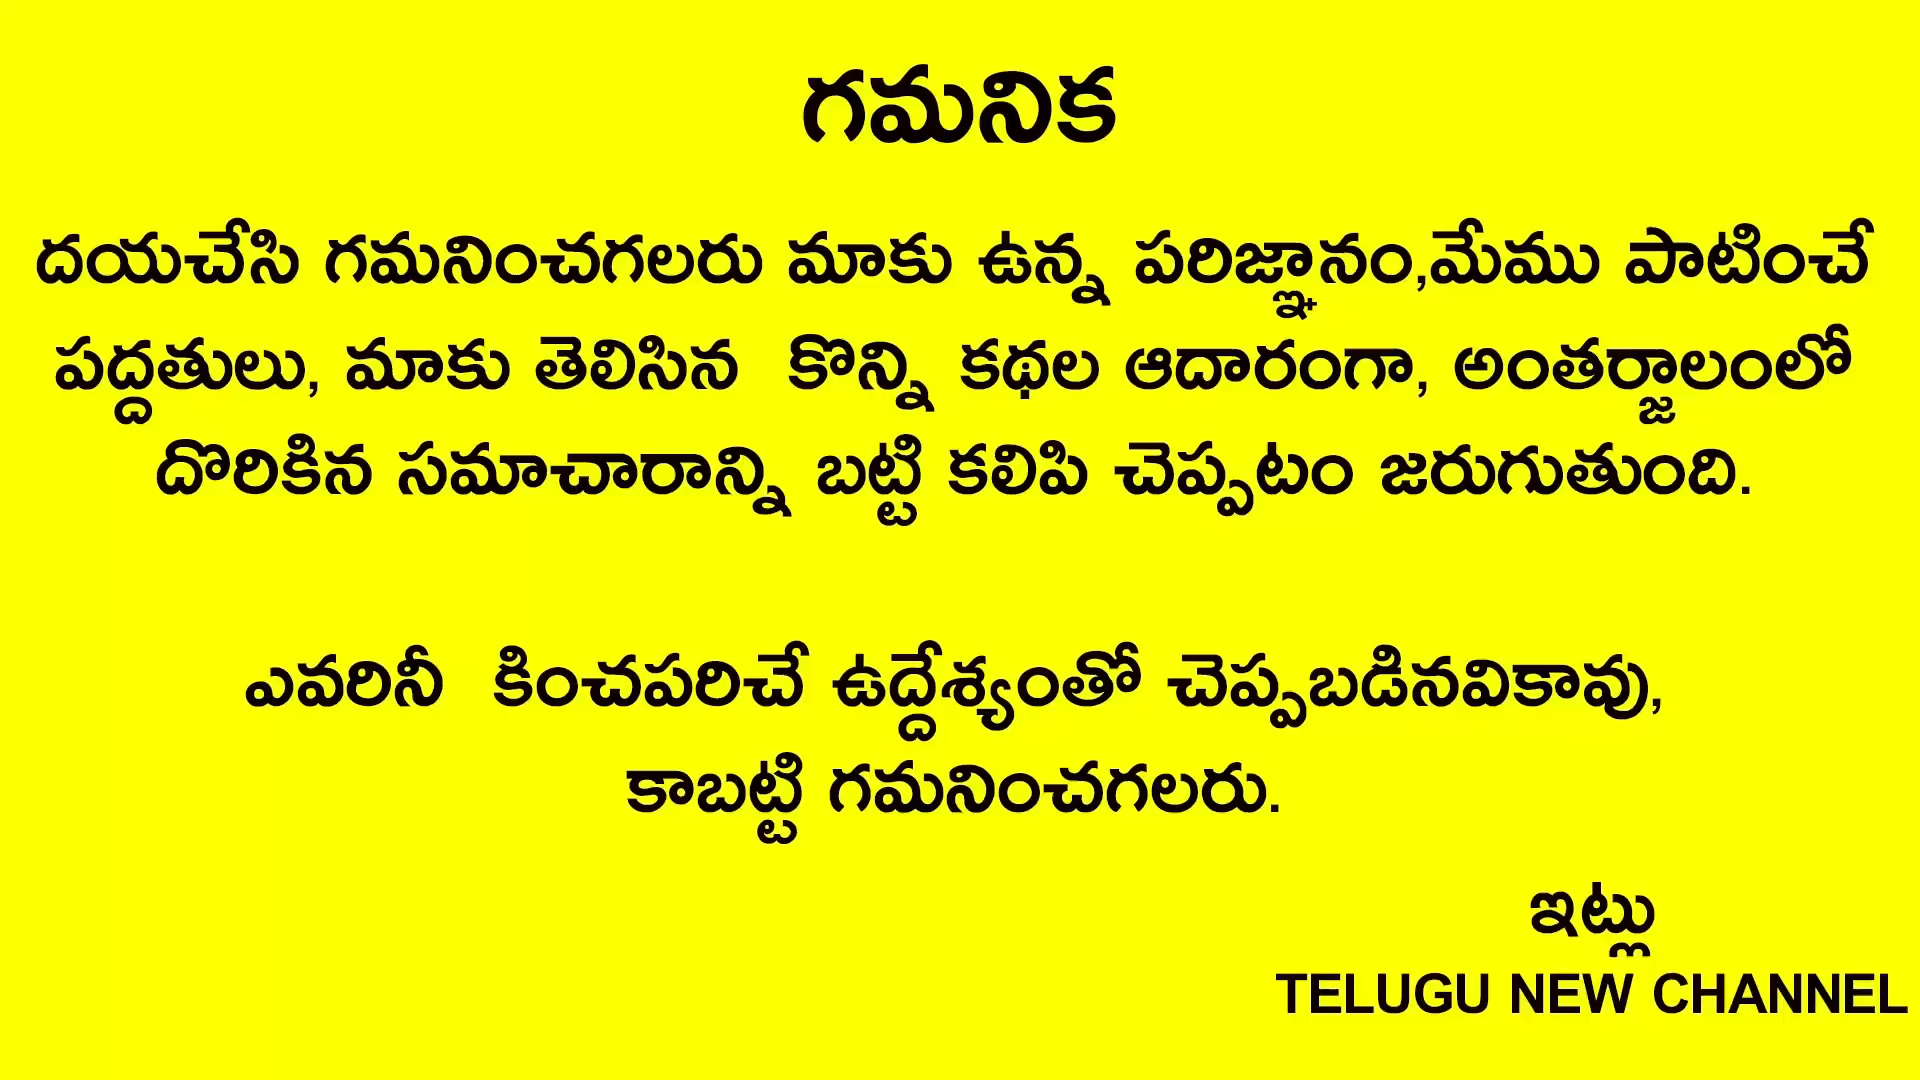 గమనిక
దయచేసి గమనించగలరు మాకు ఉన్న పరిజ్ఞానం,మేము పాటించే
పద్దతులు, మాకు తెలిసిన కొన్ని కథల ఆదారంగా, అంతర్జాలంలో
దొరికిన సమాచారాన్ని బట్టి కలిపి చెప్పటం జరుగుతుంది.
ఎవరినీ కించపరిచే ఉద్దేశ్యంతో చెప్పబడినవికావు,
కాబట్టి గమనించగలరు.
ఇట్లు
TELUGU NEW CHANNEL